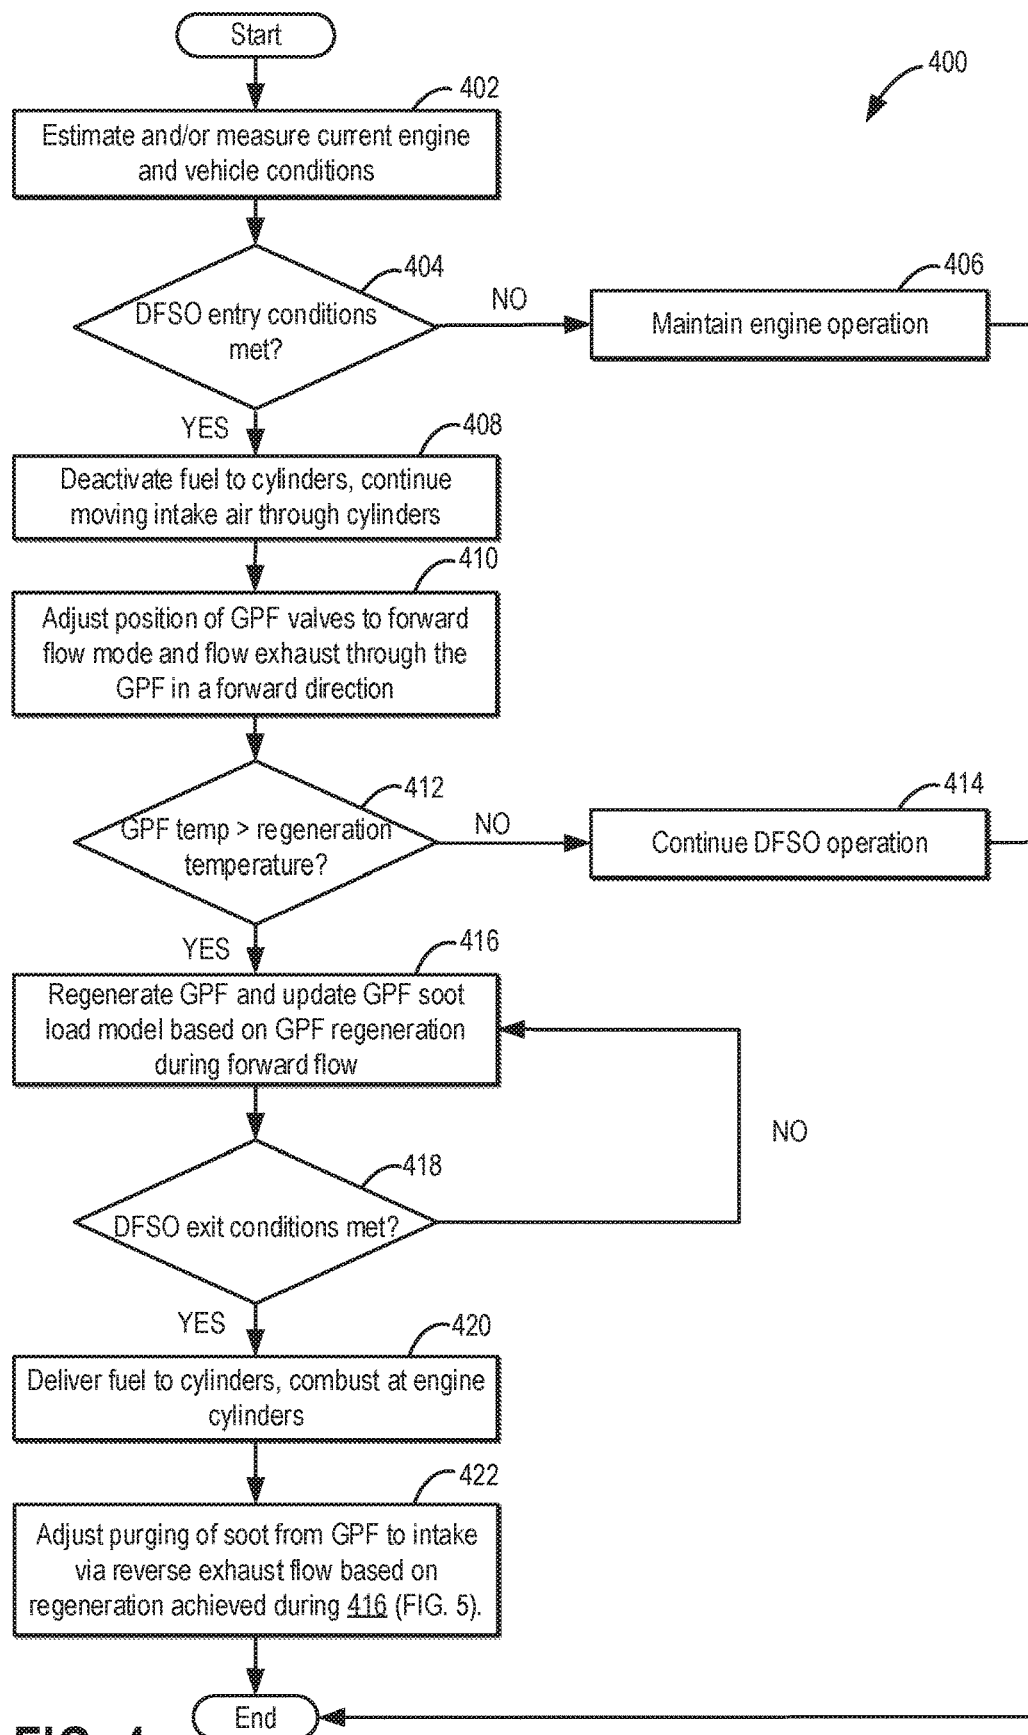 Start
400
402
Estimate and/or measure current engine
and vehicle conditions
404
DFSO entry conditions
met?
NO
406
Maintain engine operation
YES
408
Deactivate fuel to cylinders, continue
moving intake air through cylinders
410
Adjust position of GPF valves to forward
flow mode and flow exhaust through the
GPF in a forward direction
412
GPF temp > regeneration
temperature?
NO
414
Continue DFSO operation
YES
416
Regenerate GPF and update GPF soot
load model based on GPF regeneration
during forward flow
NO
418
DFSO exit conditions met?
YES
420
Deliver fuel to cylinders, combust at engine
cylinders
422
Adjust purging of soot from GPF to intake
via reverse exhaust flow based on
regeneration achieved during 416 (FIG. 5).
End